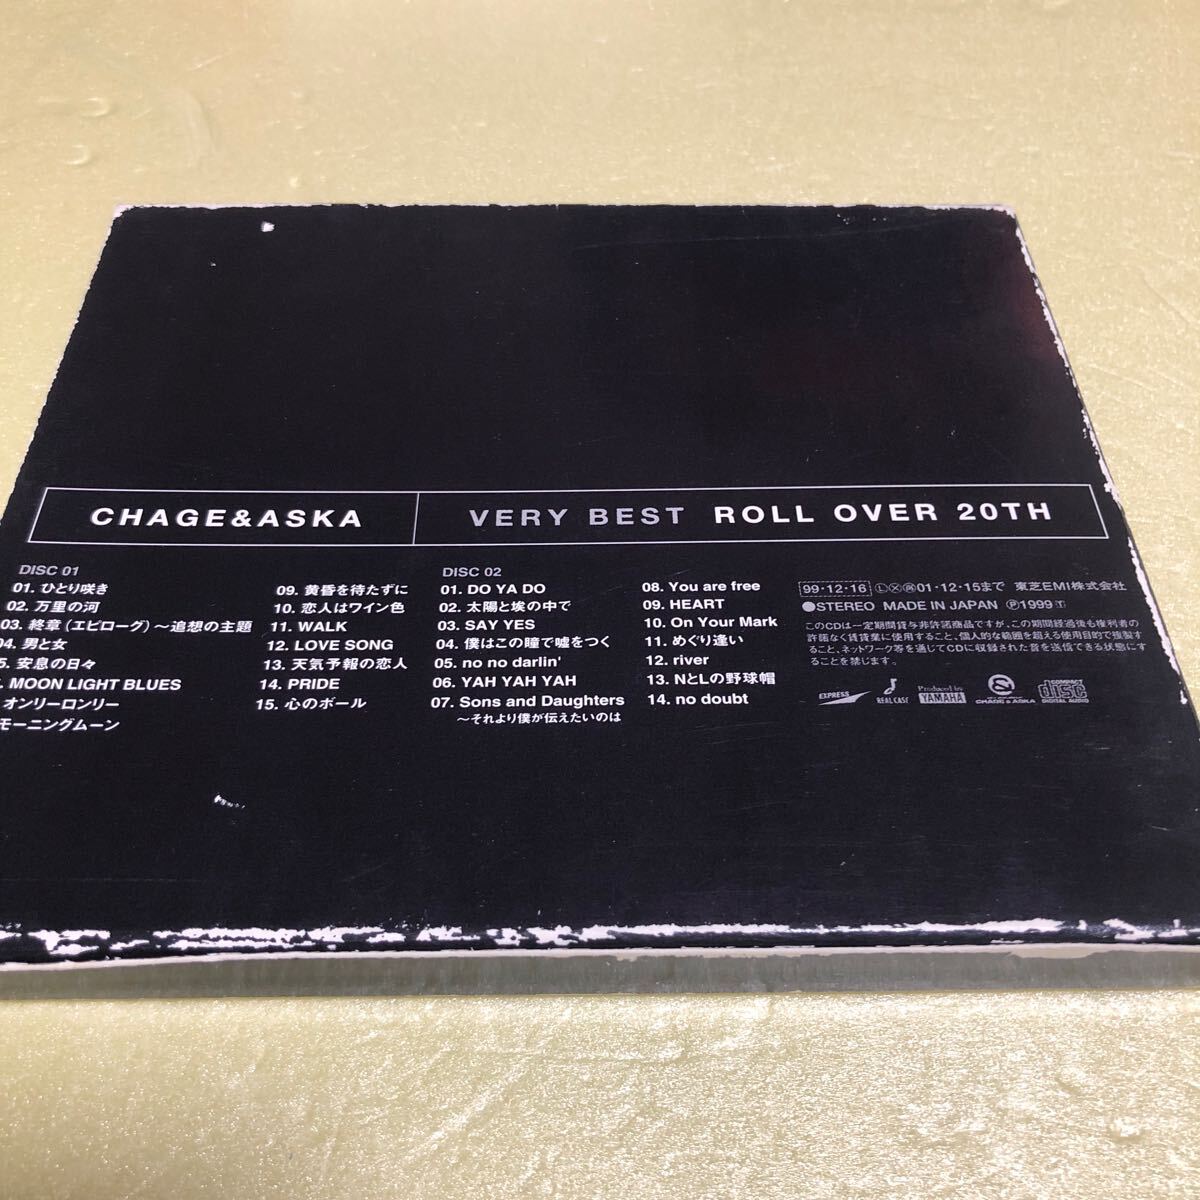 CHAGE&ASKA
VERY BEST ROLL OVER 20TH
DISC 01
01. ひとり咲き
02. 万里の河
03. 終章(エピローグ)～追想の主題
04. 男と女
5. 安息の日々
. MOON LIGHT BLUES
オンリーロンリー
モーニングムーン
09. 黄昏を待たずに
10. 恋人はワイン色
11. WALK
12. LOVE SONG
13. 天気予報の恋人
14. PRIDE
15. 心のボール
DISC 02
01. DO YA DO
02. 太陽と埃の中で
03. SAY YES
04. 僕はこの瞳で嘘をつく
05. no no darlin'
06. YAH YAH YAH
07. Sons and Daughters
～それより僕が伝えたいのは
08. You are free
09. HEART
10. On Your Mark
11. めぐり逢い
12. river
13. NとLの野球帽
14. no doubt
99・12・16 Ⓛ Ⓧ 01・12・15まで 東芝EMI株式会社
●STEREO MADE IN JAPAN Ⓟ1999 Ⓣ
このCDは一定期間貸与非許諾商品ですが、この期間経過後も権利者の
許諾なく賃貸業に使用すること、個人的な範囲を超える使用目的で複製す
ること、ネットワーク等を通じてCDに収録された音を送信できる状態にす
ることを禁じます。
EXPRESS
REAL CAST
Produced by
YAMAHA
CHAGE & ASKA
COMPACT
disc
DIGITAL AUDIO